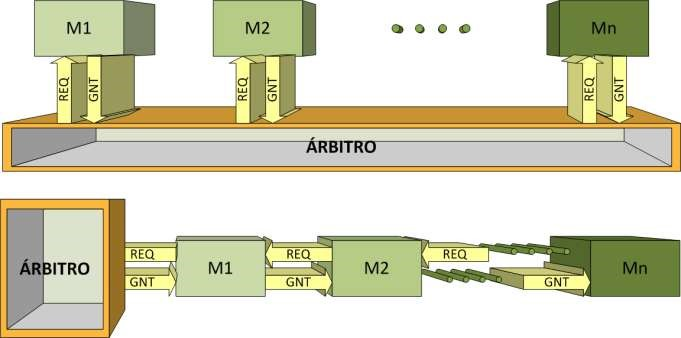 M1
M2
Mn
REQ
GNT
REQ
GNT
REQ
GNT
ÁRBITRO
ÁRBITRO
REQ
M1
REQ
M2
REQ
Mn
GNT
GNT
GNT